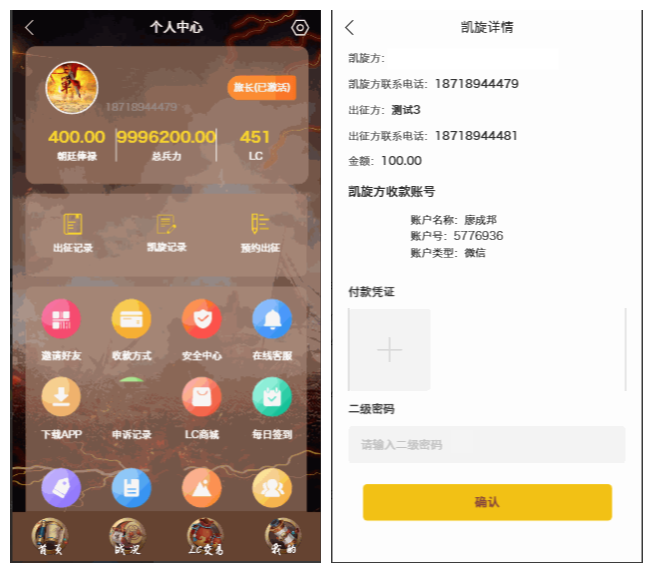 个人中心
18718944479
旅长(已激活)
400.00
9996200.00
451
朝廷俸禄
总兵力
LC
出征记录
凯旋记录
预约出征
邀请好友
收款方式
安全中心
在线客服
下载APP
申诉记录
LC商城
每日签到
首页
战况
LC交易
我的
凯旋详情
凯旋方:
凯旋方联系电话: 18718944479
出征方: 测试3
出征方联系电话: 18718944481
金额: 100.00
凯旋方收款账号
账户名称: 廖成邦
账户号: 5776936
账户类型: 微信
付款凭证
二级密码
请输入二级密码
确认